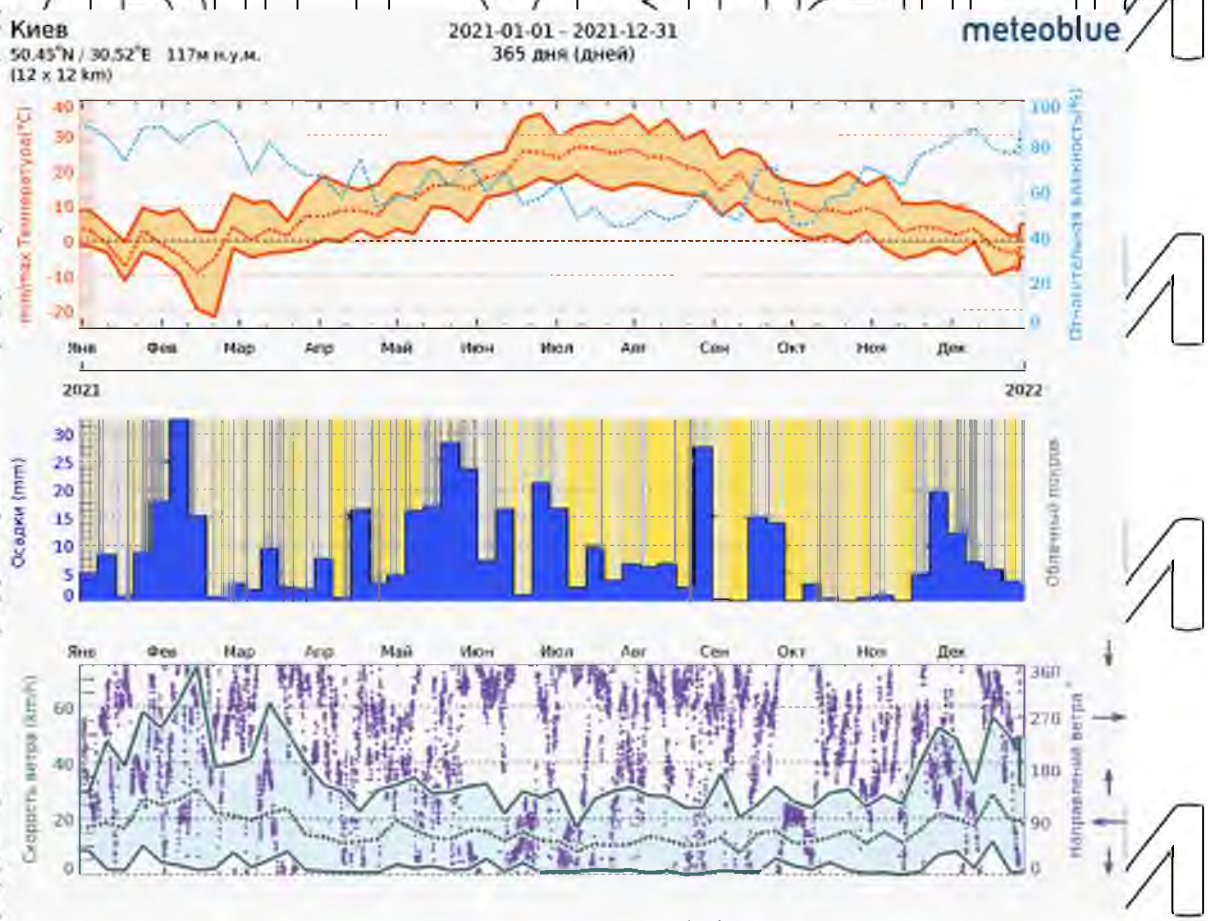 Киев
2021-01-01 - 2021-12-31
meteoblue
50.45°N / 30.52°E 117м н.у.м.
365 дня (дней)
(12 x 12 km)
min/max Температура(°C)
40
30
20
10
0
-10
-20
100
80
60
40
20
0
Относительная влажность(%)
Янв Фев Мар Апр Май Июн Июл Авг Сен Окт Ноя Дек
2021
2022
Осадки (mm)
30
25
20
15
10
5
0
Облачный покров
Янв Фев Мар Апр Май Июн Июл Авг Сен Окт Ноя Дек
Скорость ветра (km/h)
60
40
20
0
360
270
180
90
0
Направлений ветра °